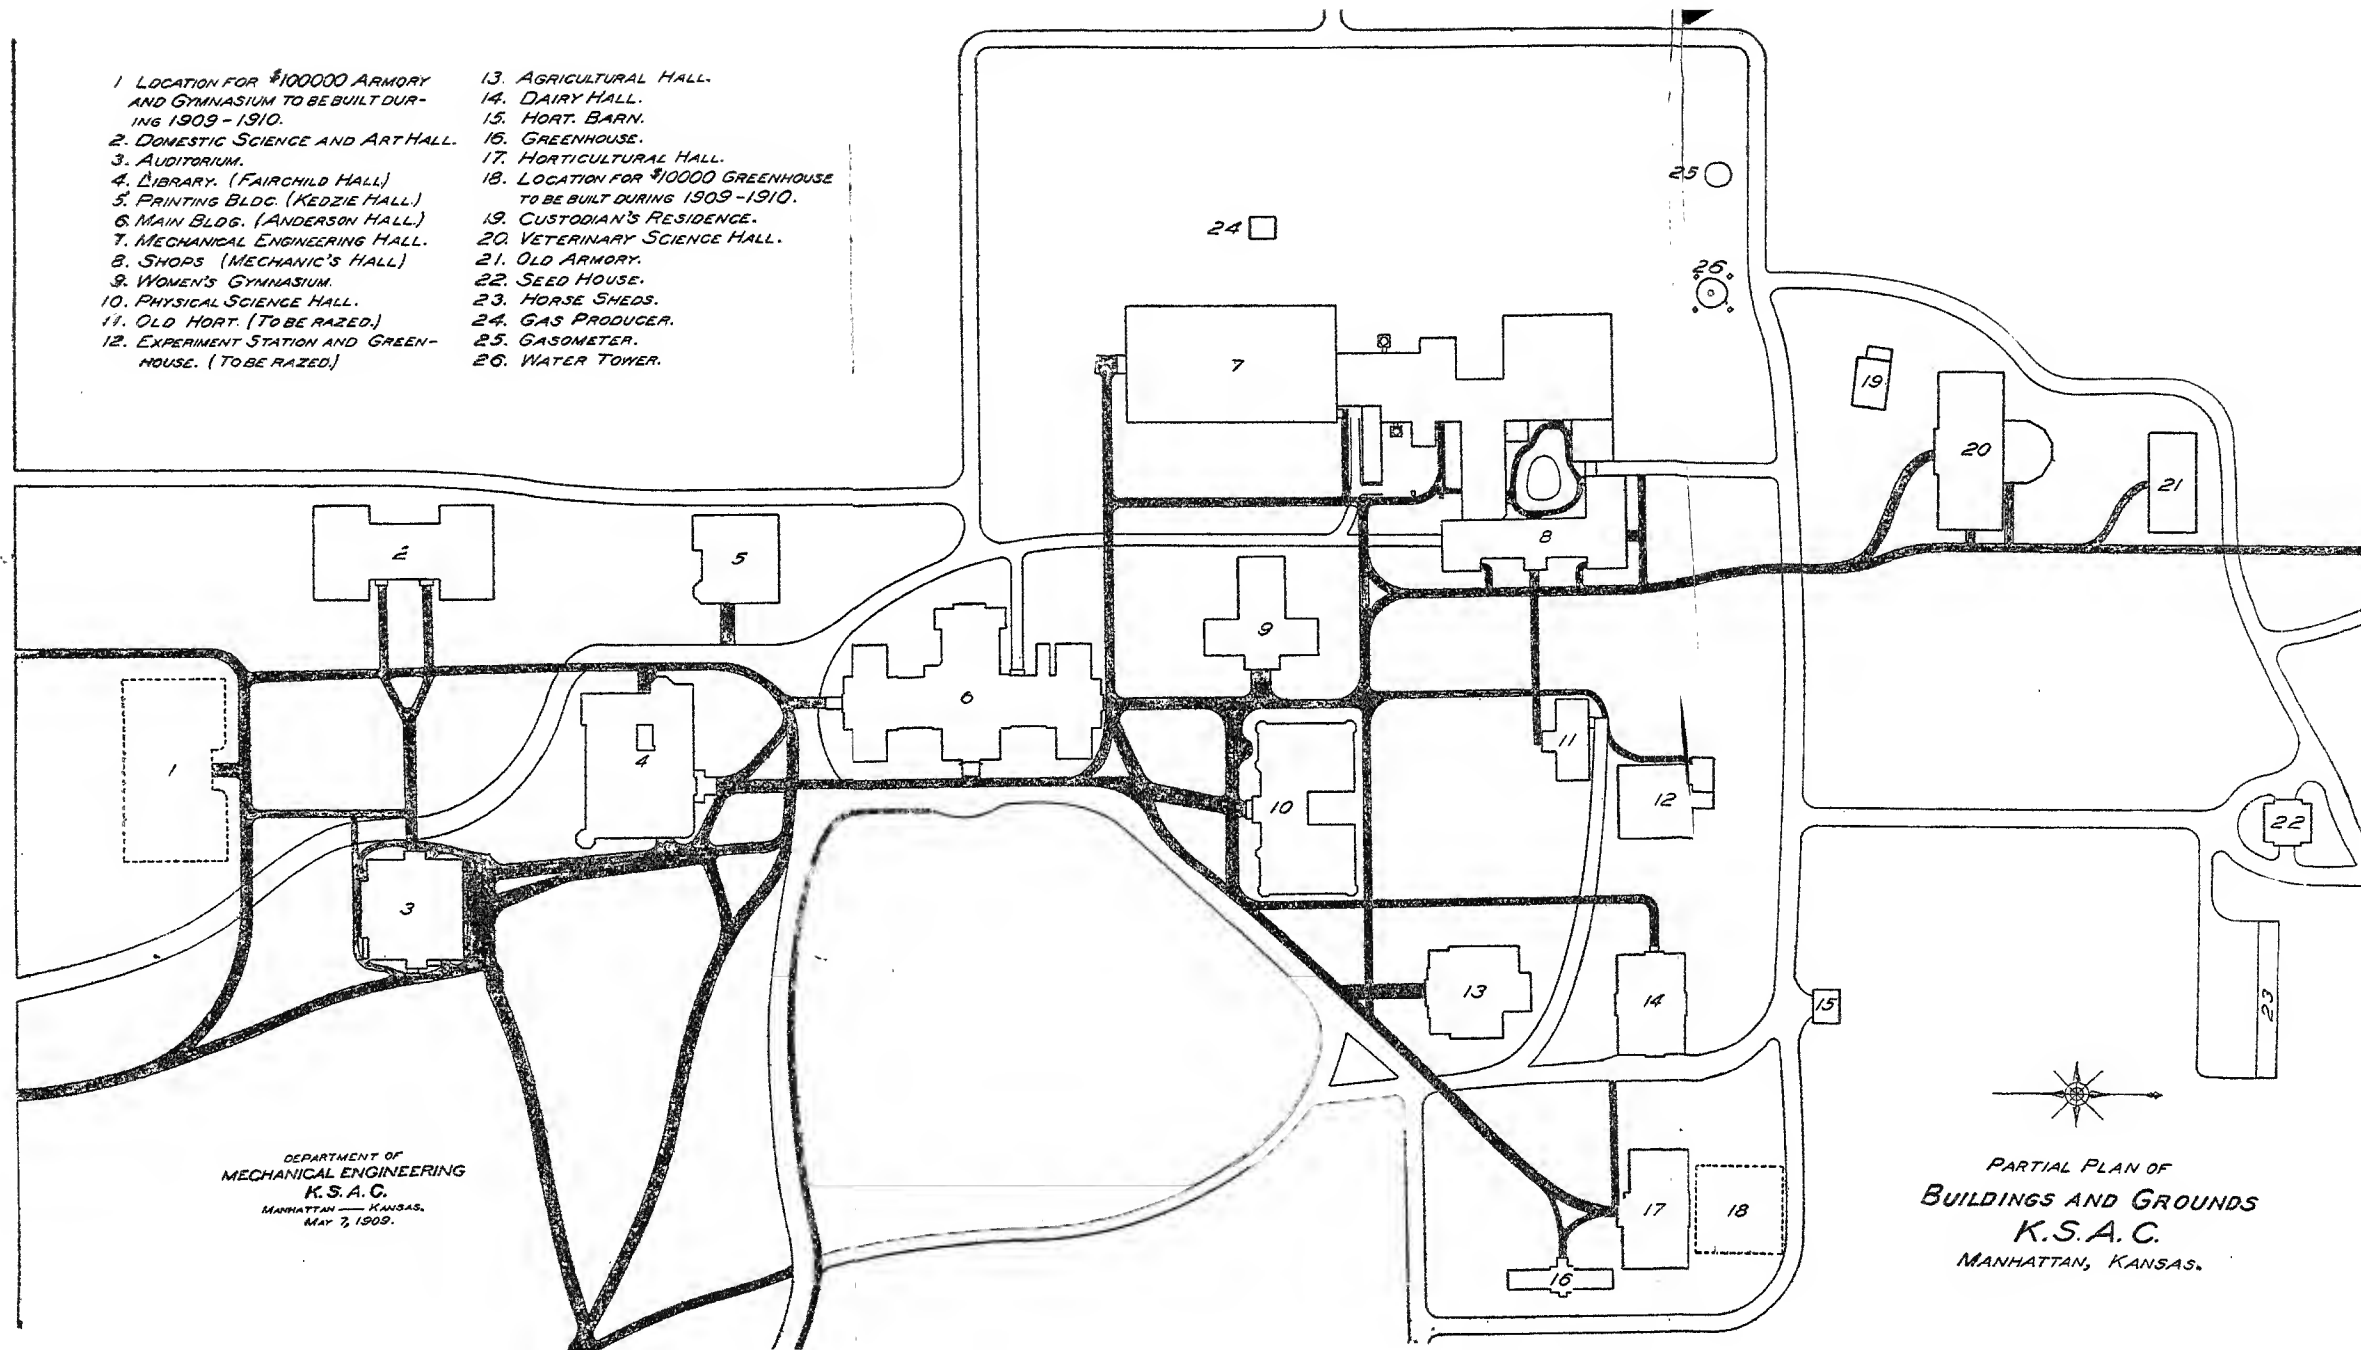 1 LOCATION FOR $100000 ARMORY
AND GYMNASIUM TO BE BUILT DUR-
ING 1909-1910.
2. DOMESTIC SCIENCE AND ART HALL.
3. AUDITORIUM.
4. LIBRARY. (FAIRCHILD HALL)
5. PRINTING BLDG. (KEDZIE HALL.)
6. MAIN BLDG. (ANDERSON HALL.)
7. MECHANICAL ENGINEERING HALL.
8. SHOPS (MECHANIC'S HALL)
9. WOMEN'S GYMNASIUM.
10. PHYSICAL SCIENCE HALL.
11. OLD HORT. (TO BE RAZED.)
12. EXPERIMENT STATION AND GREEN-
HOUSE. (TO BE RAZED.)
13. AGRICULTURAL HALL.
14. DAIRY HALL.
15. HORT. BARN.
16. GREENHOUSE.
17. HORTICULTURAL HALL.
18. LOCATION FOR $10000 GREENHOUSE
TO BE BUILT DURING 1909-1910.
19. CUSTODIAN'S RESIDENCE.
20. VETERINARY SCIENCE HALL.
21. OLD ARMORY.
22. SEED HOUSE.
23. HORSE SHEDS.
24. GAS PRODUCER.
25. GASOMETER.
26. WATER TOWER.
25
24
26
7
19
20
21
2
5
8
9
6
4
1
11
10
12
22
3
13
14
15
23
17
18
16
DEPARTMENT OF
MECHANICAL ENGINEERING
K.S.A.C.
MANHATTAN — KANSAS.
MAY 7, 1909.
PARTIAL PLAN OF
BUILDINGS AND GROUNDS
K.S.A.C.
MANHATTAN, KANSAS.